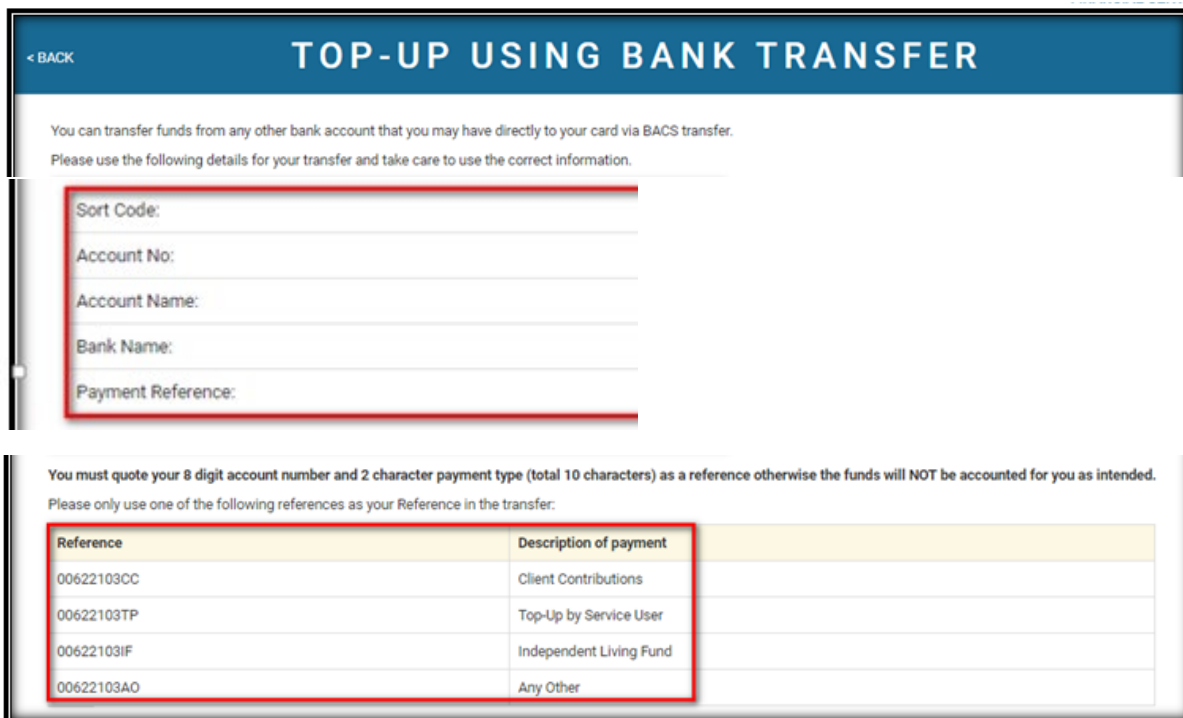 < BACK
TOP-UP USING BANK TRANSFER
You can transfer funds from any other bank account that you may have directly to your card via BACS transfer.
Please use the following details for your transfer and take care to use the correct information.
Sort Code:
Account No:
Account Name:
Bank Name:
Payment Reference:
You must quote your 8 digit account number and 2 character payment type (total 10 characters) as a reference otherwise the funds will NOT be accounted for you as intended.
Please only use one of the following references as your Reference in the transfer:
Reference Description of payment
00622103CC Client Contributions
00622103TP Top-Up by Service User
00622103IF Independent Living Fund
00622103AO Any Other